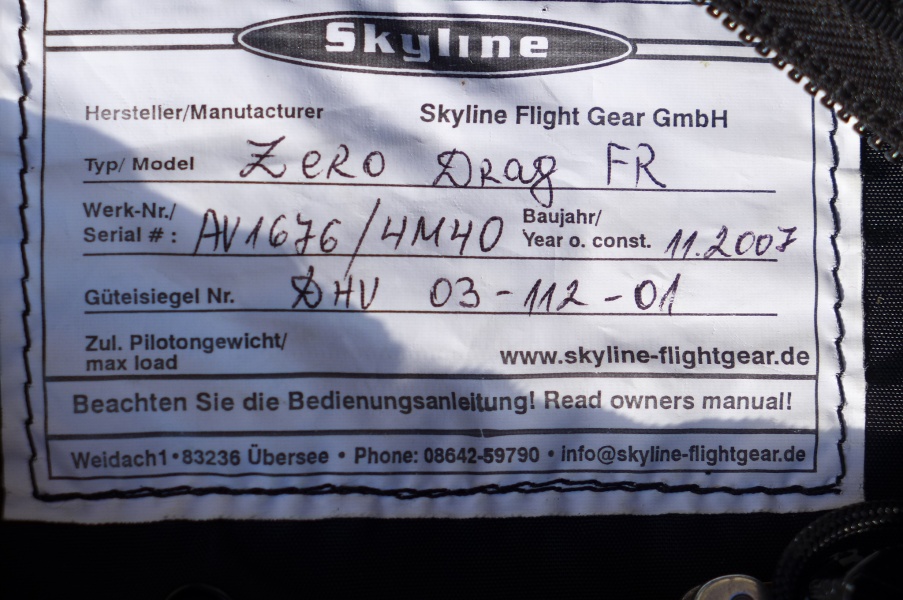 Skyline
Hersteller/Manutacturer Skyline Flight Gear GmbH
Typ/ Model Zero Drag FR
Werk-Nr./
Serial # : AV1676/4M40 Baujahr/
Year o. const. 11.2007
Güteisiegel Nr. DHV 03-112-01
Zul. Pilotongewicht/
max load www.skyline-flightgear.de
Beachten Sie die Bedienungsanleitung! Read owners manual!
Weidach1•83236 Übersee • Phone: 08642-59790 • info@skyline-flightgear.de